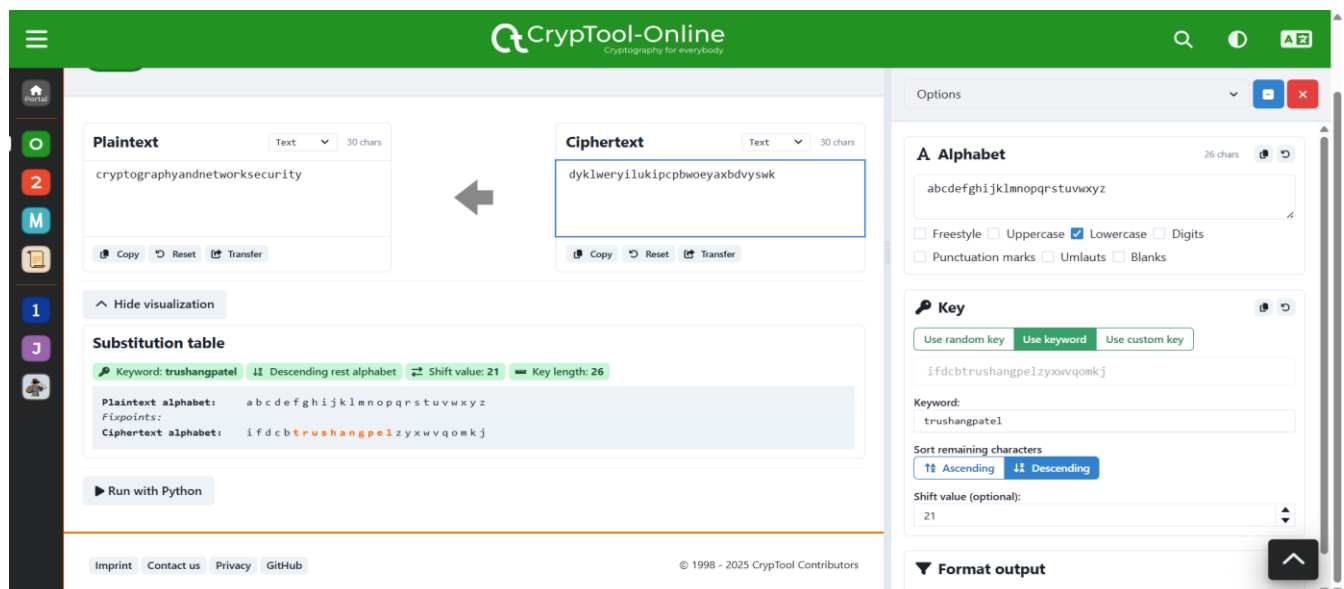 CrypTool-Online
Cryptography for everybody
Portal
O
2
M
1
J
Plaintext
Text
30 chars
cryptographyandnetworksecurity
Copy
Reset
Transfer
Ciphertext
Text
30 chars
dyklweryilukipcpbwoeyaxbdvyswk
Copy
Reset
Transfer
Hide visualization
Substitution table
Keyword: trushangpatel
Descending rest alphabet
Shift value: 21
Key length: 26
Plaintext alphabet: a b c d e f g h i j k l m n o p q r s t u v w x y z
Fixpoints:
Ciphertext alphabet: i f d c b t r u s h a n g p e l z y x w v q o m k j
Run with Python
Imprint Contact us Privacy GitHub
© 1998 - 2025 CrypTool Contributors
Options
Alphabet
26 chars
abcdefghijklmnopqrstuvwxyz
Freestyle Uppercase Lowercase Digits
Punctuation marks Umlauts Blanks
Key
Use random key Use keyword Use custom key
ifdcbtrushangpelzyxwvqomkj
Keyword:
trushangpatel
Sort remaining characters
Ascending Descending
Shift value (optional):
21
Format output